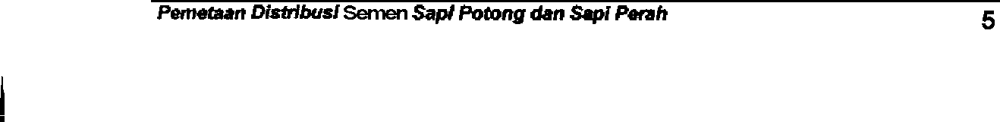 Pemetaan Distribusi Semen Sapi Potong dan Sapi Perah 5